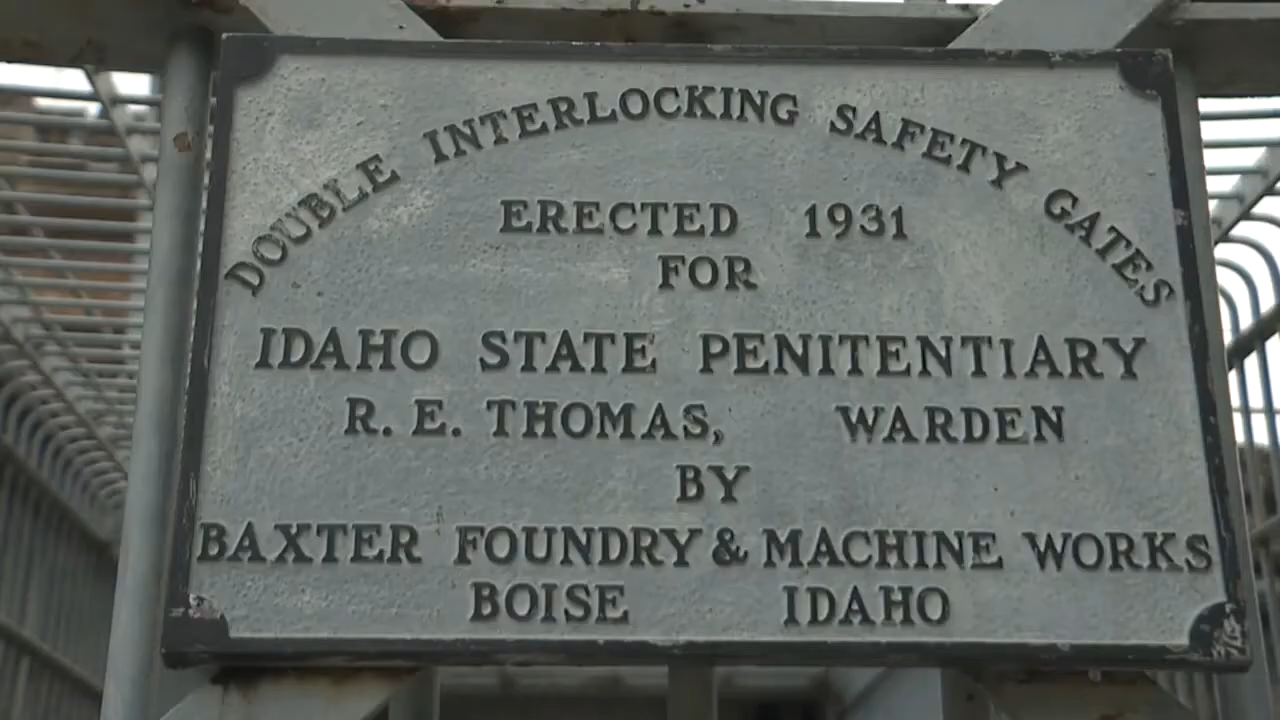 DOUBLE INTERLOCKING SAFETY GATES
ERECTED 1931
FOR
IDAHO STATE PENITENTIARY
R. E. THOMAS, WARDEN
BY
BAXTER FOUNDRY & MACHINE WORKS
BOISE IDAHO